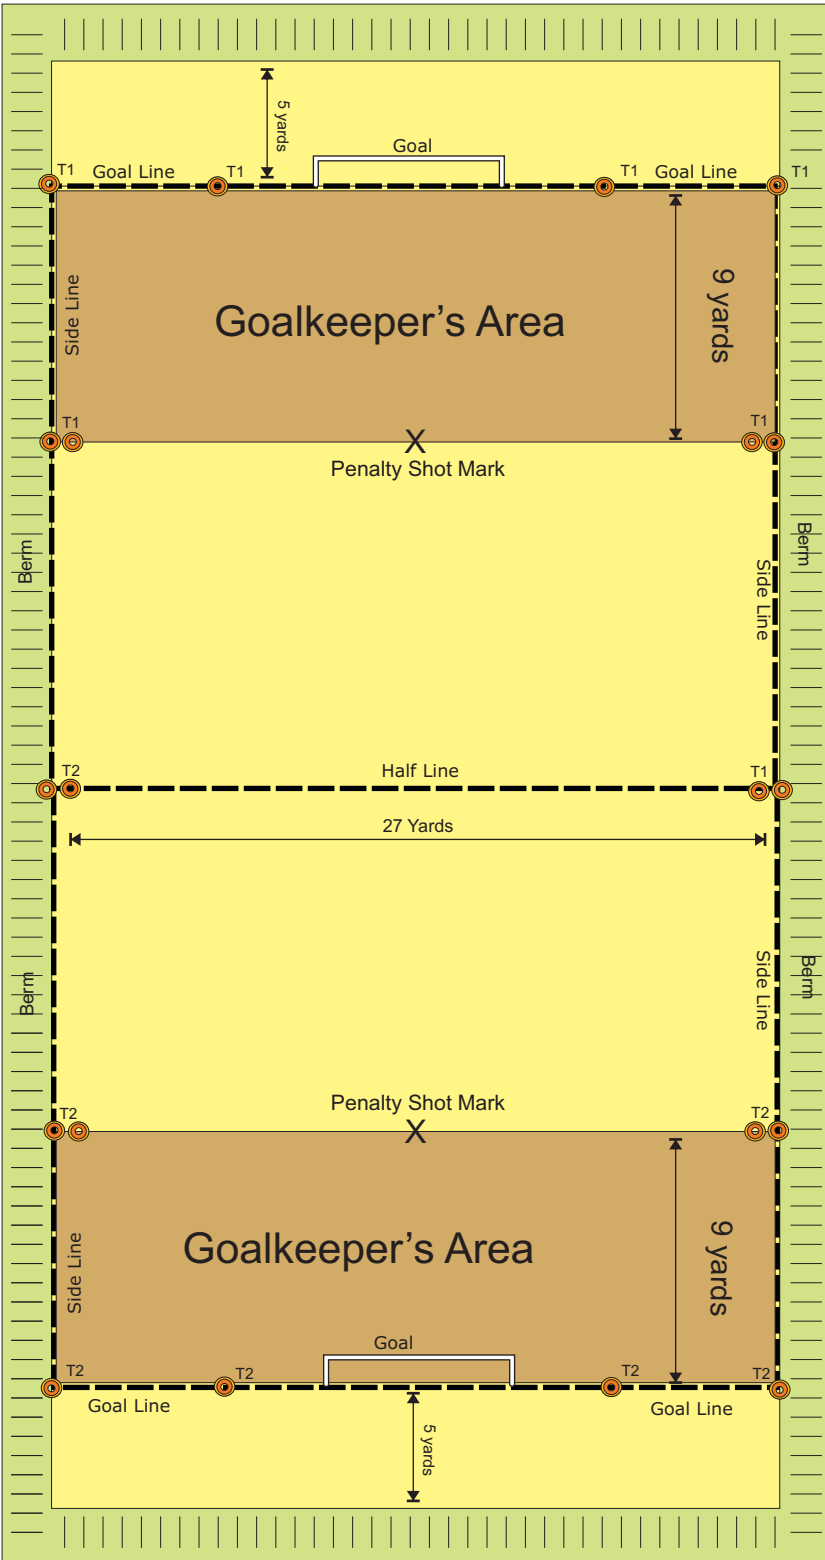 5 yards
Goal
T1
Goal Line
T1
T1
Goal Line
T1
Side Line
Goalkeeper's Area
9 yards
T1
T1
X
Penalty Shot Mark
Berm
Berm
Side Line
T2
Half Line
T1
27 Yards
Berm
Side Line
Berm
Penalty Shot Mark
T2
X
T2
Side Line
Goalkeeper's Area
9 yards
Goal
T2
T2
T2
T2
Goal Line
Goal Line
5 yards